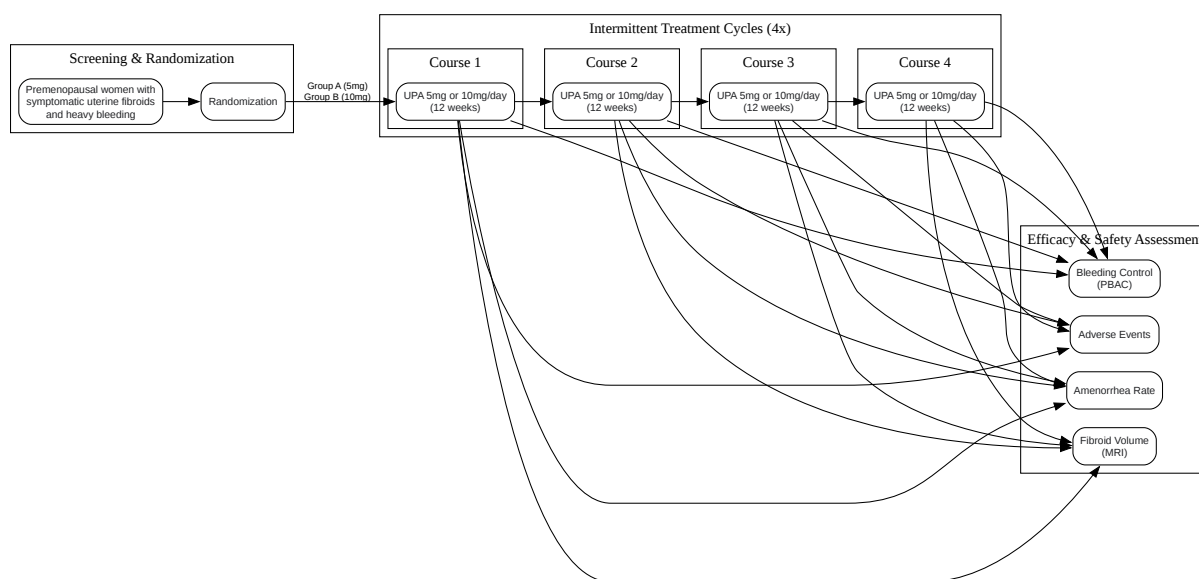 Screening & Randomization
Premenopausal women with
symptomatic uterine fibroids
and heavy bleeding
Randomization
Group A (5mg)
Group B (10mg)
Intermittent Treatment Cycles (4x)
Course 1
UPA 5mg or 10mg/day
(12 weeks)
Course 2
UPA 5mg or 10mg/day
(12 weeks)
Course 3
UPA 5mg or 10mg/day
(12 weeks)
Course 4
UPA 5mg or 10mg/day
(12 weeks)
Efficacy & Safety Assessment
Bleeding Control
(PBAC)
Adverse Events
Amenorrhea Rate
Fibroid Volume
(MRI)